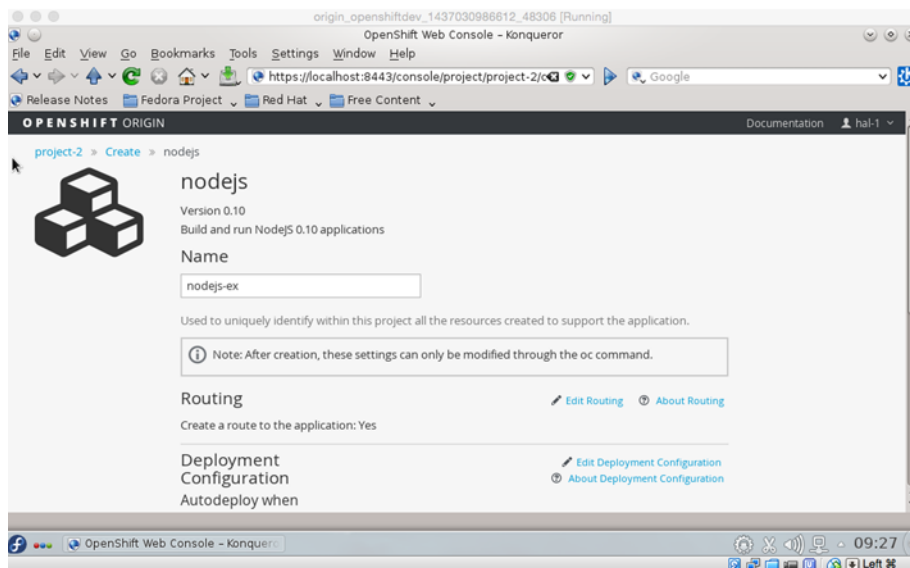 origin_openshiftdev_1437030986612_48306 [Running]
OpenShift Web Console – Konqueror
File Edit View Go Bookmarks Tools Settings Window Help
https://localhost:8443/console/project/project-2/c
Google
Release Notes Fedora Project Red Hat Free Content
OPENSHIFT ORIGIN Documentation hal-1
project-2 » Create » nodejs
nodejs
Version 0.10
Build and run NodeJS 0.10 applications
Name
nodejs-ex
Used to uniquely identify within this project all the resources created to support the application.
Note: After creation, these settings can only be modified through the oc command.
Routing Edit Routing About Routing
Create a route to the application: Yes
Deployment Configuration
Edit Deployment Configuration
About Deployment Configuration
Autodeploy when
OpenShift Web Console – Konquero 09:27
Left ⌘